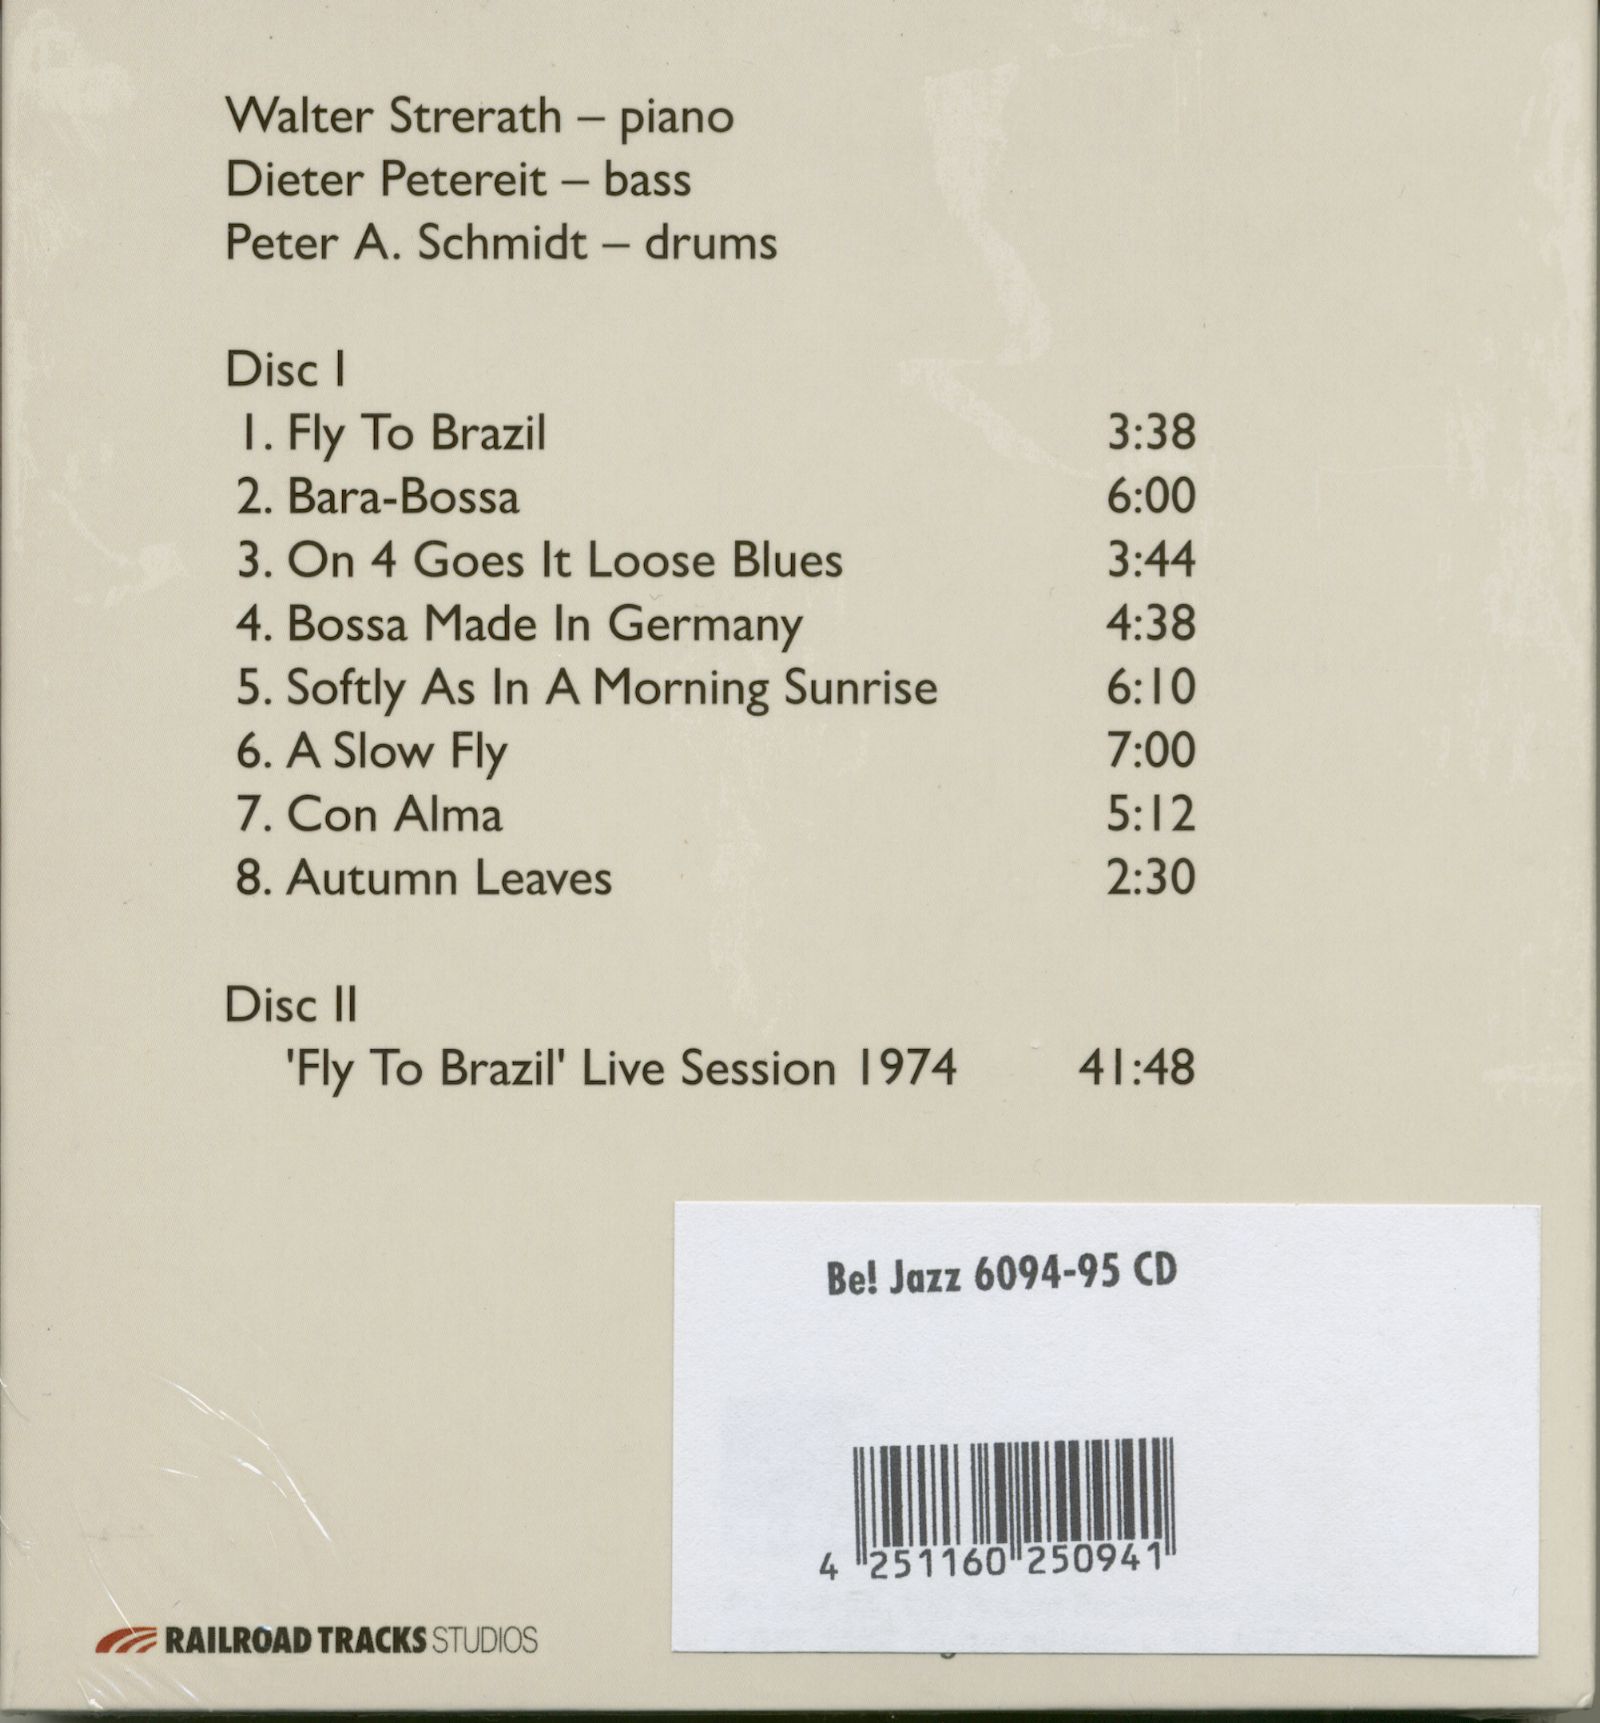 Walter Strerath – piano
Dieter Petereit – bass
Peter A. Schmidt – drums
Disc I
1. Fly To Brazil 3:38
2. Bara-Bossa 6:00
3. On 4 Goes It Loose Blues 3:44
4. Bossa Made In Germany 4:38
5. Softly As In A Morning Sunrise 6:10
6. A Slow Fly 7:00
7. Con Alma 5:12
8. Autumn Leaves 2:30
Disc II
'Fly To Brazil' Live Session 1974 41:48
Be! Jazz 6094-95 CD
4 251160 250941
RAILROAD TRACKS STUDIOS